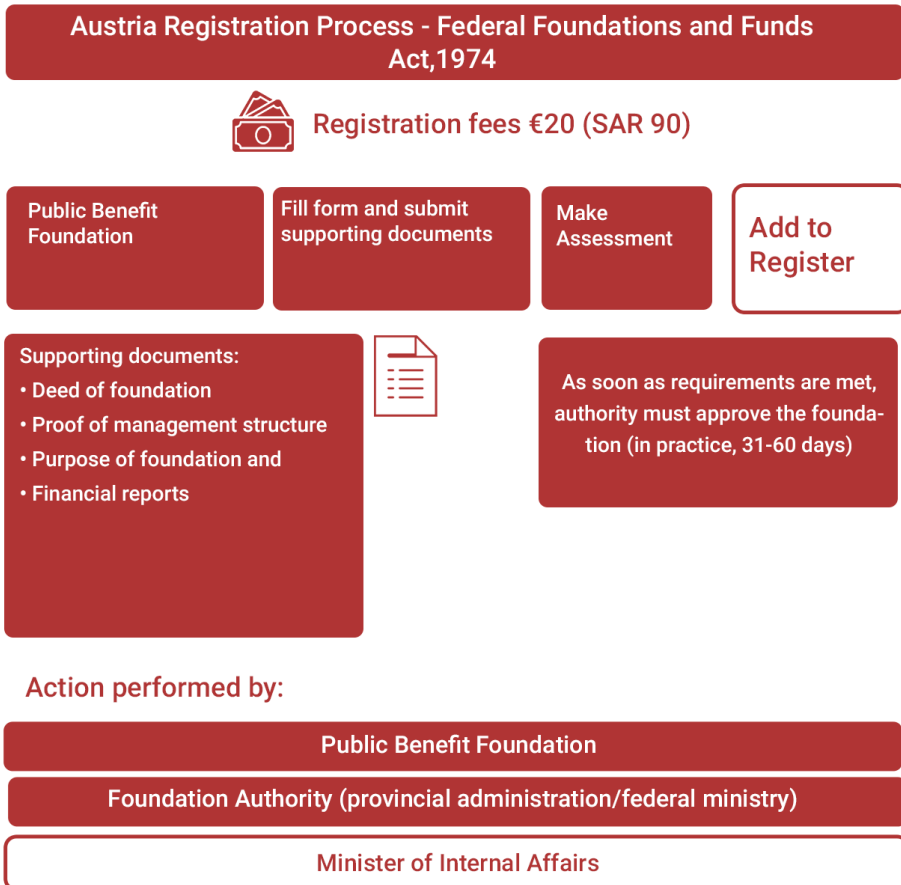 Austria Registration Process - Federal Foundations and Funds
Act,1974
Registration fees €20 (SAR 90)
Public Benefit
Foundation
Fill form and submit
supporting documents
Make
Assessment
Add to
Register
Supporting documents:
• Deed of foundation
• Proof of management structure
• Purpose of foundation and
• Financial reports
As soon as requirements are met,
authority must approve the founda-
tion (in practice, 31-60 days)
Action performed by:
Public Benefit Foundation
Foundation Authority (provincial administration/federal ministry)
Minister of Internal Affairs